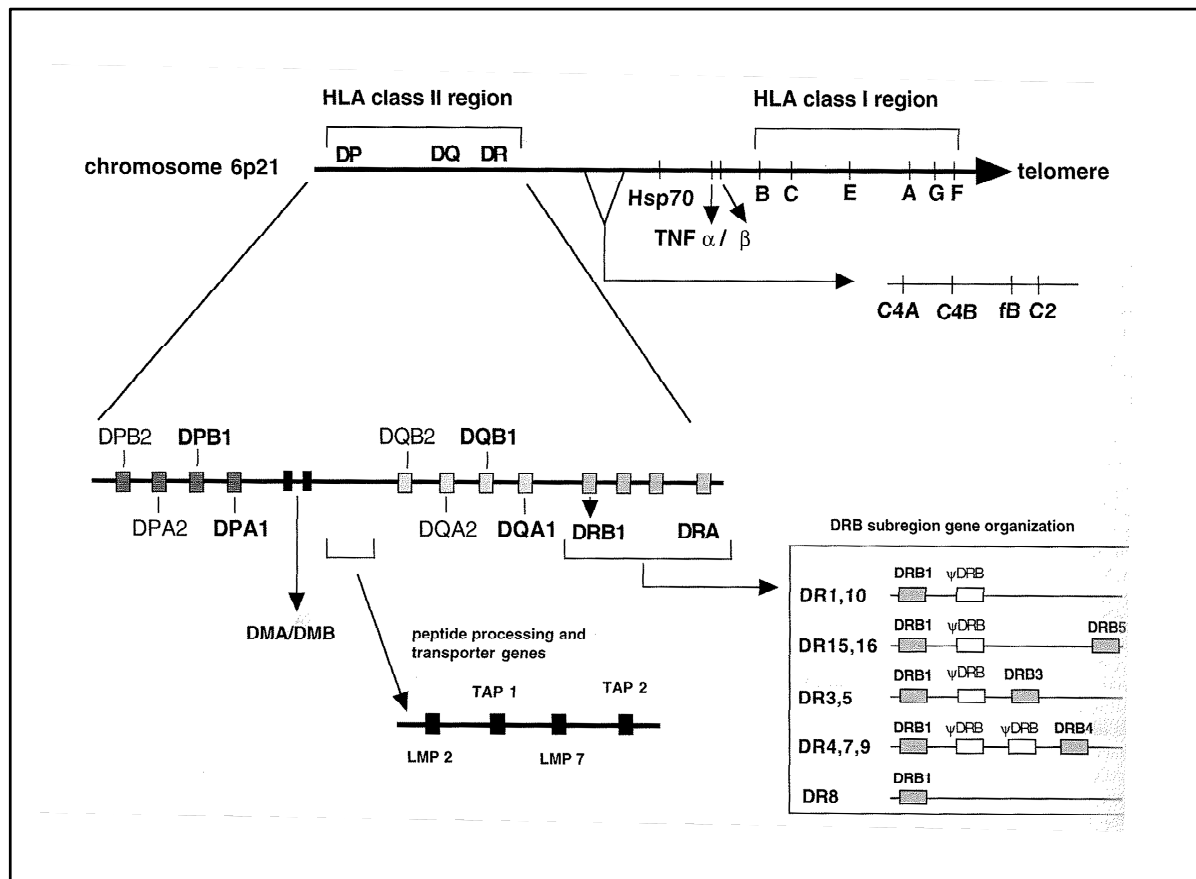 HLA class II region
HLA class I region
DP DQ DR
chromosome 6p21
telomere
Hsp70
B C E A G F
TNF α / β
C4A C4B fB C2
DPB2 DPB1 DQB2 DQB1
DPA2 DPA1 DQA2 DQA1 DRB1 DRA
DMA/DMB
peptide processing and
transporter genes
TAP 1 TAP 2
LMP 2 LMP 7
DRB subregion gene organization
DRB1 ψDRB
DR1,10
DRB1 ψDRB DRB5
DR15,16
DRB1 ψDRB DRB3
DR3,5
DRB1 ψDRB ψDRB DRB4
DR4,7,9
DRB1
DR8